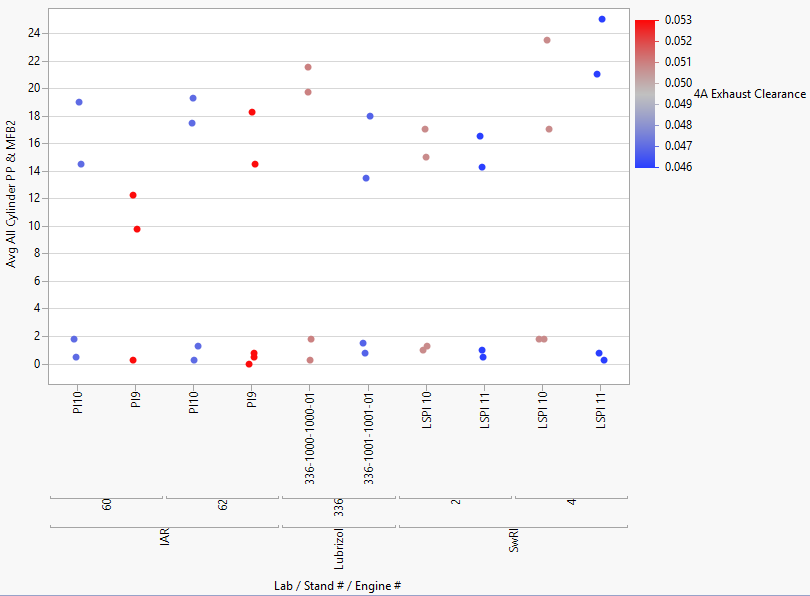 24
22
20
18
16
14
12
10
8
6
4
2
0
Avg All Cylinder PP & MFB2
0.053
0.052
0.051
0.050
0.049
0.048
0.047
0.046
4A Exhaust Clearance
PI10
PI9
PI10
PI9
336-1000-1000-01
336-1001-1001-01
LSPI 10
LSPI 11
LSPI 10
LSPI 11
60
62
336
2
4
IAR
Lubrizol
SwRI
Lab / Stand # / Engine #